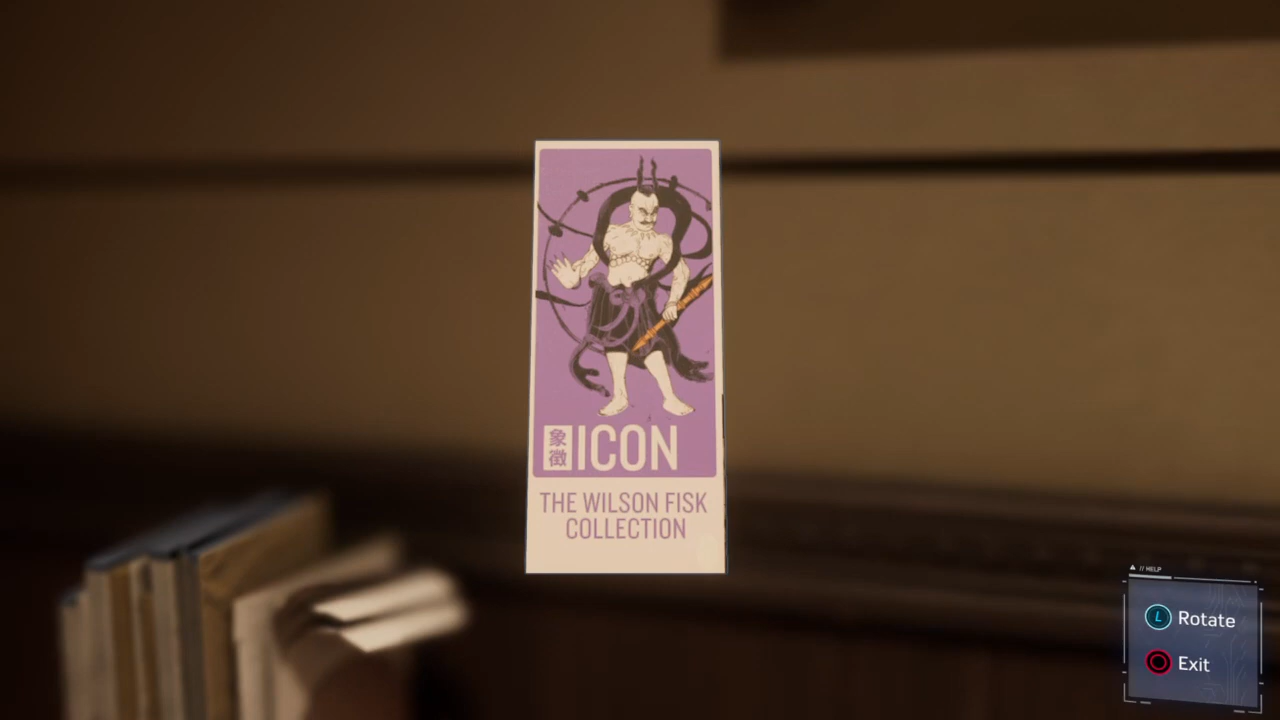 象徴 ICON
THE WILSON FISK
COLLECTION
// HELP
L Rotate
Exit